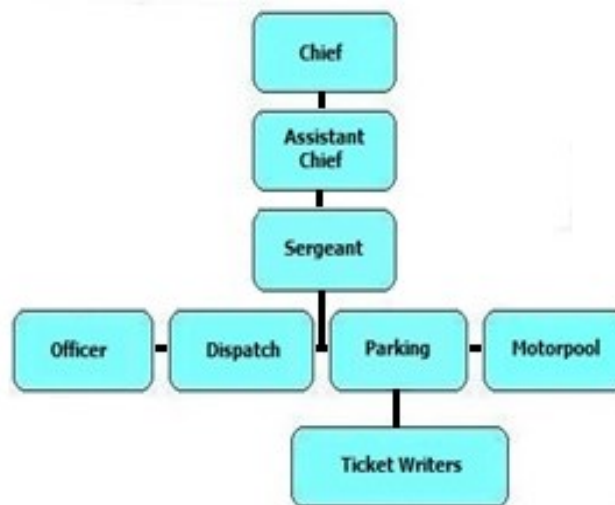 Chief
Assistant
Chief
Sergeant
Officer
Dispatch
Parking
Motorpool
Ticket Writers